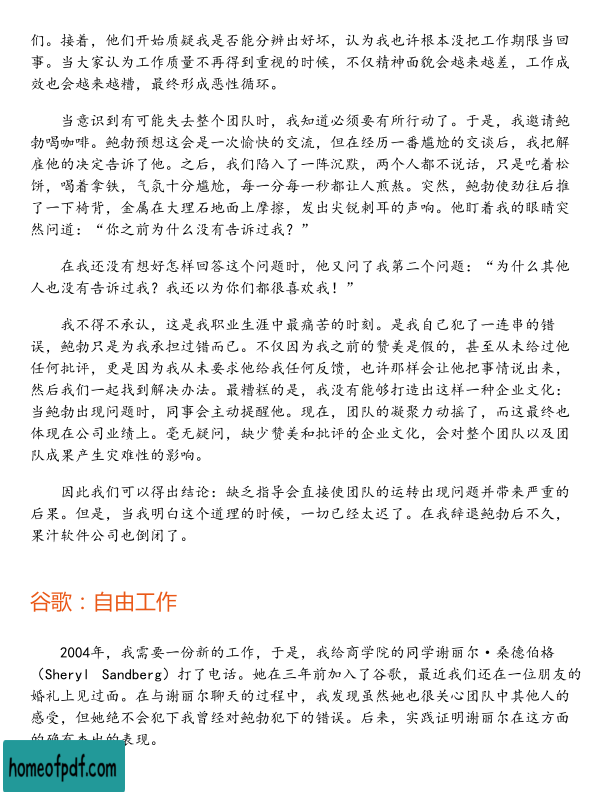 们。接着，他们开始质疑我是否能分辨出好坏，认为我也许根本没把工作期限当回
事。当大家认为工作质量不再得到重视的时候，不仅精神面貌会越来越差，工作成
效也会越来越糟，最终形成恶性循环。
当意识到有可能失去整个团队时，我知道必须要有所行动了。于是，我邀请鲍
勃喝咖啡。鲍勃预想这会是一次愉快的交流，但在经历一番尴尬的交谈后，我把解
雇他的决定告诉了他。之后，我们陷入了一阵沉默，两个人都不说话，只是吃着松
饼，喝着拿铁，气氛十分尴尬，每一分每一秒都让人煎熬。突然，鲍勃使劲往后推
了一下椅背，金属在大理石地面上摩擦，发出尖锐刺耳的声响。他盯着我的眼睛突
然问道：“你之前为什么没有告诉过我？”
在我还没有想好怎样回答这个问题时，他又问了我第二个问题：“为什么其他
人也没有告诉过我？我还以为你们都很喜欢我！”
我不得不承认，这是我职业生涯中最痛苦的时刻。是我自己犯了一连串的错
误，鲍勃只是为我承担过错而已。不仅因为我之前的赞美是假的，甚至从未给过他
任何批评，更是因为我从未要求他给我任何反馈，也许那样会让他把事情说出来，
然后我们一起找到解决办法。最糟糕的是，我没有能够打造出这样一种企业文化：
当鲍勃出现问题时，同事会主动提醒他。现在，团队的凝聚力动摇了，而这最终也
体现在公司业绩上。毫无疑问，缺少赞美和批评的企业文化，会对整个团队以及团
队成果产生灾难性的影响。
因此我们可以得出结论：缺乏指导会直接使团队的运转出现问题并带来严重的
后果。但是，当我明白这个道理的时候，一切已经太迟了。在我辞退鲍勃后不久，
果汁软件公司也倒闭了。
谷歌：自由工作
2004年，我需要一份新的工作，于是，我给商学院的同学谢丽尔·桑德伯格
（Sheryl Sandberg）打了电话。她在三年前加入了谷歌，最近我们还在一位朋友的
婚礼上见过面。在与谢丽尔聊天的过程中，我发现虽然她也很关心团队中其他人的
感受，但她绝不会犯下我曾经对鲍勃犯下的错误。后来，实践证明谢丽尔在这方面
的确有杰出的表现。
homeofpdf.com